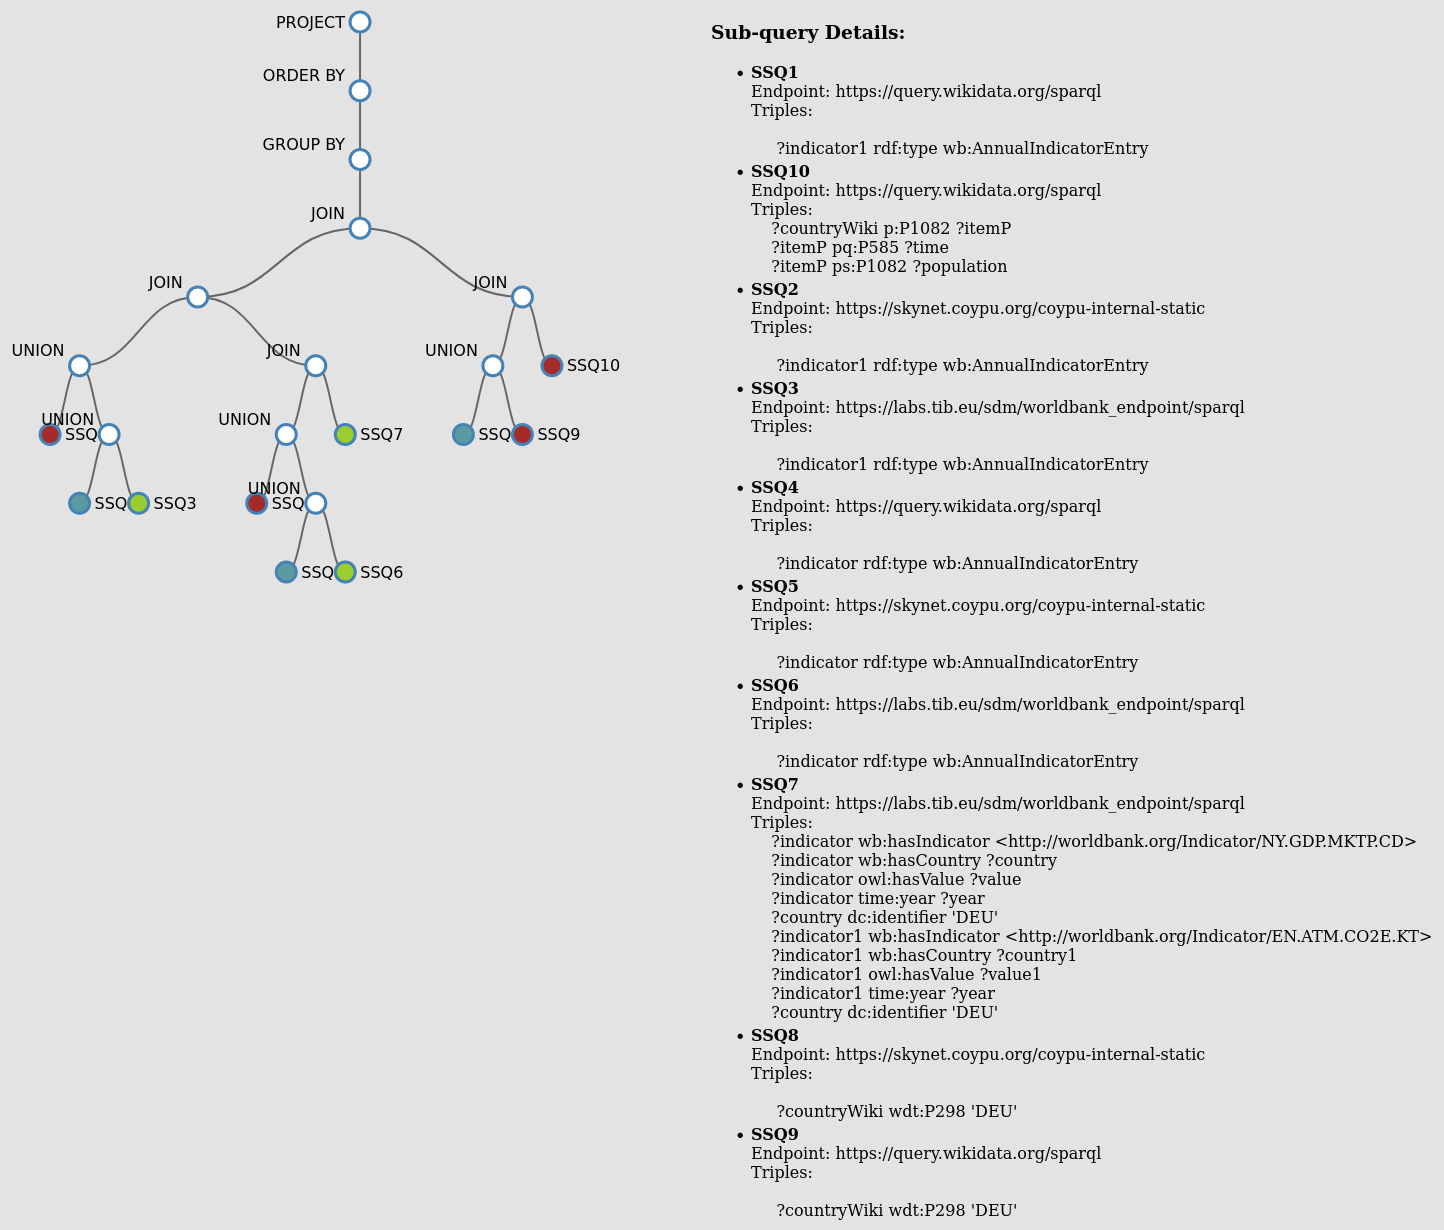 PROJECT
ORDER BY
GROUP BY
JOIN
JOIN
JOIN
UNION
JOIN
UNION
SSQ10
UNION
SSQ
UNION
SSQ7
SSQ
SSQ9
SSQ
SSQ3
UNION
SSQ
SSQ
SSQ6
Sub-query Details:
• SSQ1
Endpoint: https://query.wikidata.org/sparql
Triples:
?indicator1 rdf:type wb:AnnualIndicatorEntry
• SSQ10
Endpoint: https://query.wikidata.org/sparql
Triples:
?countryWiki p:P1082 ?itemP
?itemP pq:P585 ?time
?itemP ps:P1082 ?population
• SSQ2
Endpoint: https://skynet.coypu.org/coypu-internal-static
Triples:
?indicator1 rdf:type wb:AnnualIndicatorEntry
• SSQ3
Endpoint: https://labs.tib.eu/sdm/worldbank_endpoint/sparql
Triples:
?indicator1 rdf:type wb:AnnualIndicatorEntry
• SSQ4
Endpoint: https://query.wikidata.org/sparql
Triples:
?indicator rdf:type wb:AnnualIndicatorEntry
• SSQ5
Endpoint: https://skynet.coypu.org/coypu-internal-static
Triples:
?indicator rdf:type wb:AnnualIndicatorEntry
• SSQ6
Endpoint: https://labs.tib.eu/sdm/worldbank_endpoint/sparql
Triples:
?indicator rdf:type wb:AnnualIndicatorEntry
• SSQ7
Endpoint: https://labs.tib.eu/sdm/worldbank_endpoint/sparql
Triples:
?indicator wb:hasIndicator <http://worldbank.org/Indicator/NY.GDP.MKTP.CD>
?indicator wb:hasCountry ?country
?indicator owl:hasValue ?value
?indicator time:year ?year
?country dc:identifier 'DEU'
?indicator1 wb:hasIndicator <http://worldbank.org/Indicator/EN.ATM.CO2E.KT>
?indicator1 wb:hasCountry ?country1
?indicator1 owl:hasValue ?value1
?indicator1 time:year ?year
?country dc:identifier 'DEU'
• SSQ8
Endpoint: https://skynet.coypu.org/coypu-internal-static
Triples:
?countryWiki wdt:P298 'DEU'
• SSQ9
Endpoint: https://query.wikidata.org/sparql
Triples:
?countryWiki wdt:P298 'DEU'